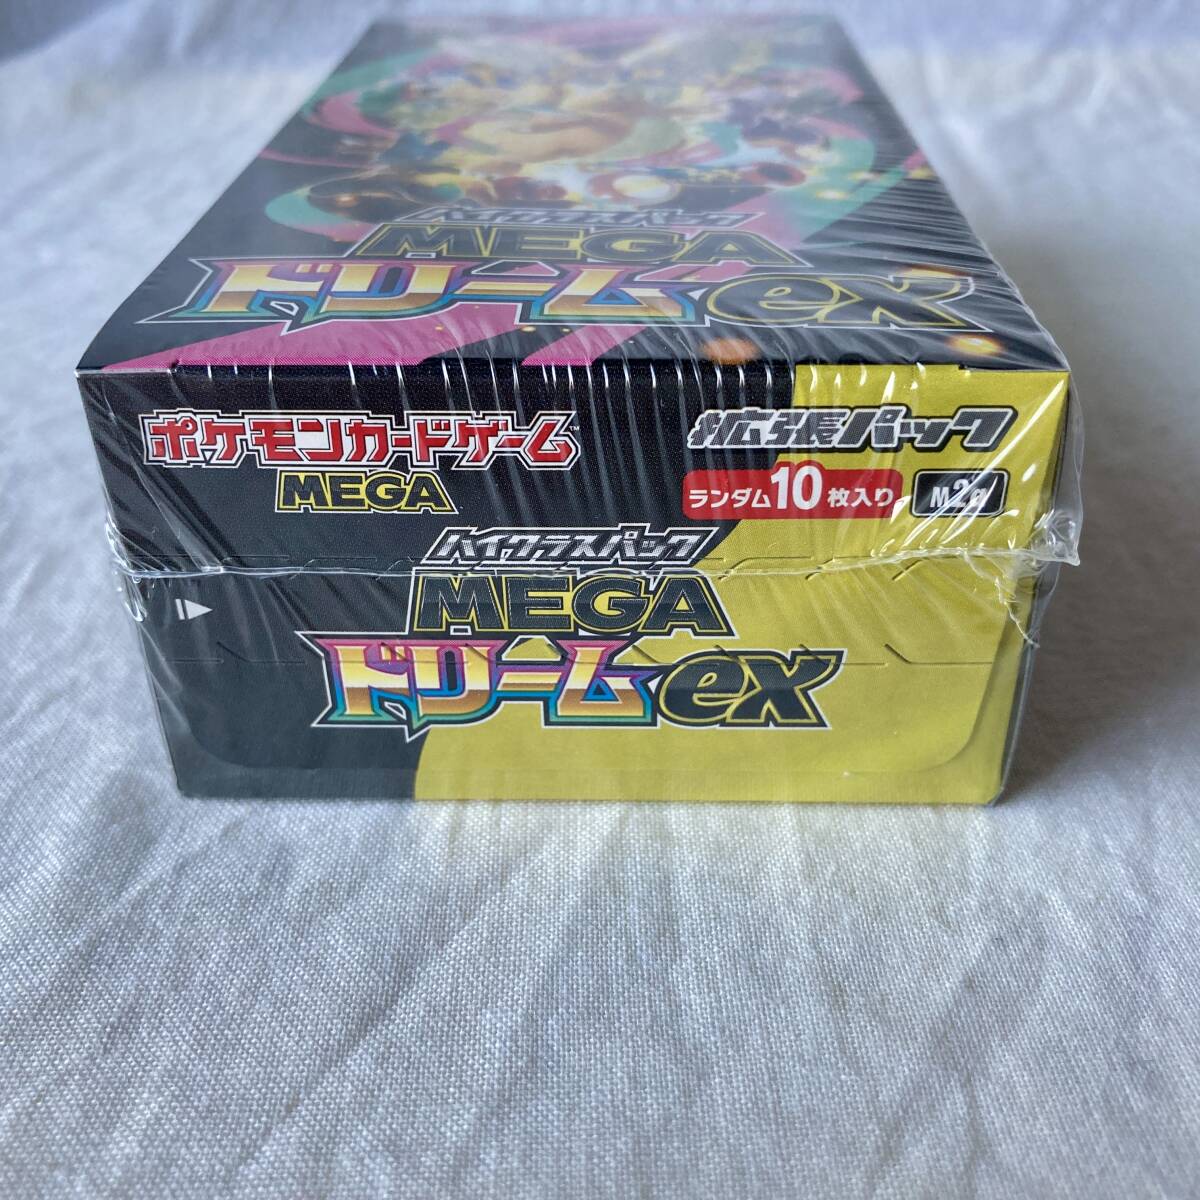 ハイクラスパック
MEGA
ドリームex
ポケモンカードゲーム™
MEGA
拡張パック
ランダム10枚入り
M2a
ハイクラスパック
MEGA
ドリームex